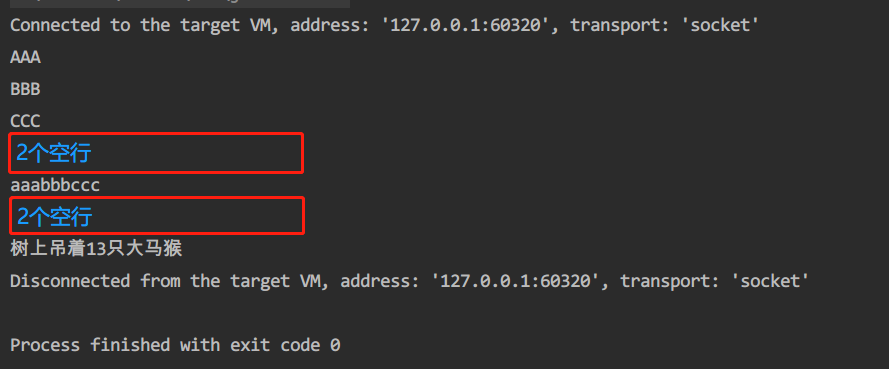 Connected to the target VM, address: '127.0.0.1:60320', transport: 'socket'
AAA
BBB
CCC
2个空行
aaabbbccc
2个空行
树上吊着13只大马猴
Disconnected from the target VM, address: '127.0.0.1:60320', transport: 'socket'
Process finished with exit code 0